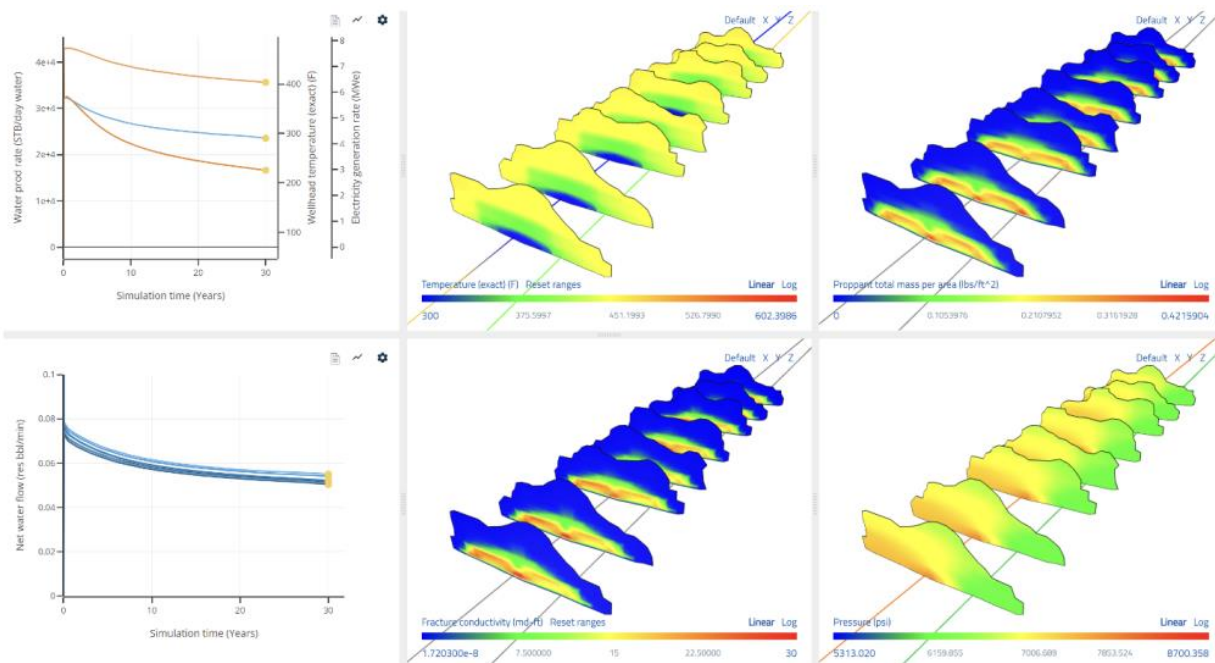 Water prod rate (STB/day water)
4e+4
3e+4
2e+4
1e+4
0
0
10
20
30
Simulation time (Years)
400
300
200
100
Wellhead temperature (exact) (F)
8
7
6
5
4
3
2
1
0
Electricity generation rate (MWe)
Default X Y Z
Temperature (exact) (F) Reset ranges
Linear Log
300 375.5997 451.1993 526.7990 602.3986
Default X Y Z
Proppant total mass per area (lbs/ft^2)
Linear Log
0 0.1053976 0.2107952 0.3161928 0.4215904
Net water flow (res bbl/min)
0.1
0.08
0.06
0.04
0.02
0
0
10
20
30
Simulation time (Years)
Default X Y Z
Fracture conductivity (md-ft) Reset ranges
Linear Log
1.720300e-8 7.500000 15 22.50000 30
Default X Y Z
Pressure (psi)
Linear Log
5313.020 6159.855 7006.689 7853.524 8700.358